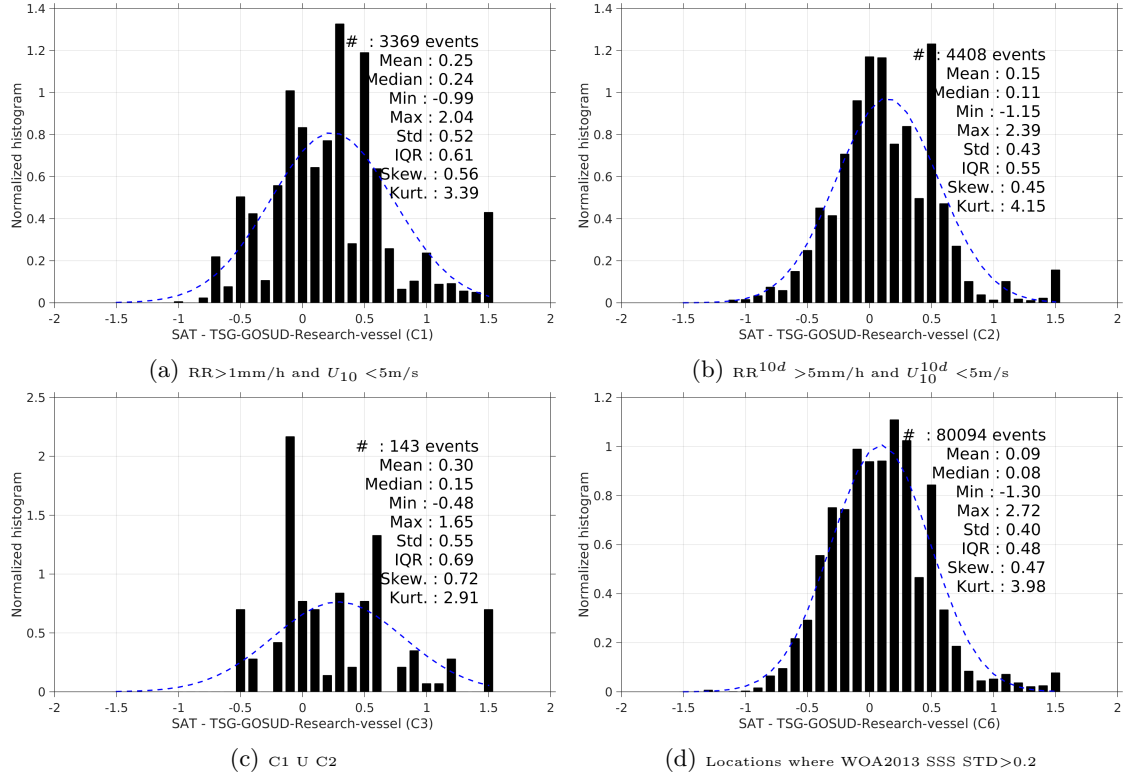 1.4
1.2
1
0.8
0.6
0.4
0.2
0
Normalized histogram
# : 3369 events
Mean : 0.25
Median : 0.24
Min : -0.99
Max : 2.04
Std : 0.52
IQR : 0.61
Skew. : 0.56
Kurt. : 3.39
-2 -1.5 -1 -0.5 0 0.5 1 1.5 2
SAT - TSG-GOSUD-Research-vessel (C1)
(a) RR>1mm/h and U10 <5m/s
1.4
1.2
1
0.8
0.6
0.4
0.2
0
Normalized histogram
# : 4408 events
Mean : 0.15
Median : 0.11
Min : -1.15
Max : 2.39
Std : 0.43
IQR : 0.55
Skew. : 0.45
Kurt. : 4.15
-2 -1.5 -1 -0.5 0 0.5 1 1.5 2
SAT - TSG-GOSUD-Research-vessel (C2)
(b) RR10d >5mm/h and U10d10 <5m/s
2.5
2
1.5
1
0.5
0
Normalized histogram
# : 143 events
Mean : 0.30
Median : 0.15
Min : -0.48
Max : 1.65
Std : 0.55
IQR : 0.69
Skew. : 0.72
Kurt. : 2.91
-2 -1.5 -1 -0.5 0 0.5 1 1.5 2
SAT - TSG-GOSUD-Research-vessel (C3)
(c) C1 U C2
1.2
1
0.8
0.6
0.4
0.2
0
Normalized histogram
# : 80094 events
Mean : 0.09
Median : 0.08
Min : -1.30
Max : 2.72
Std : 0.40
IQR : 0.48
Skew. : 0.47
Kurt. : 3.98
-2 -1.5 -1 -0.5 0 0.5 1 1.5 2
SAT - TSG-GOSUD-Research-vessel (C6)
(d) Locations where WOA2013 SSS STD>0.2